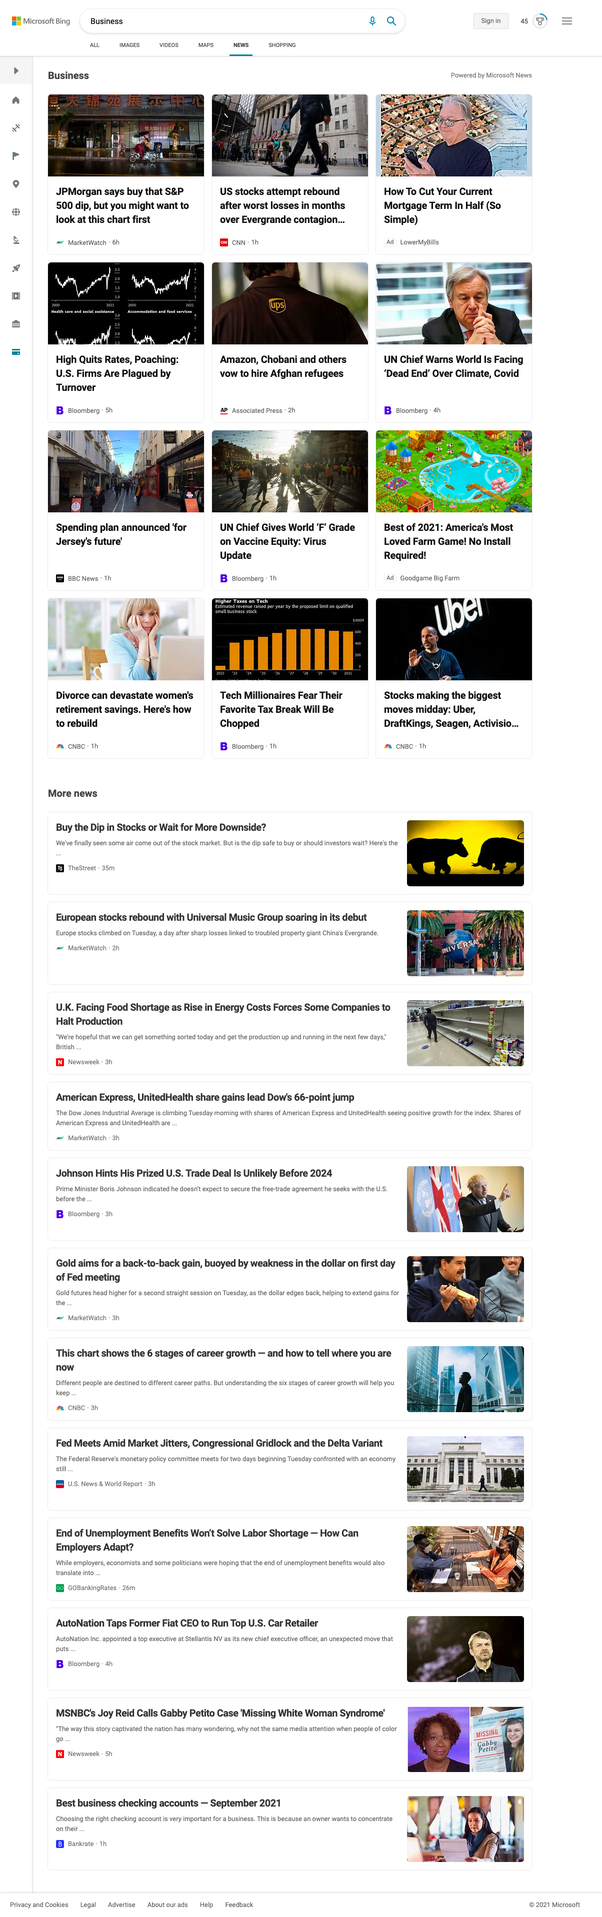 Microsoft Bing
Business
Sign in
45
ALL
IMAGES
VIDEOS
MAPS
NEWS
SHOPPING
Business
Powered by Microsoft News
JPMorgan says buy that S&P
500 dip, but you might want to
look at this chart first
MarketWatch · 6h
US stocks attempt rebound
after worst losses in months
over Evergrande contagion...
CNN · 1h
How To Cut Your Current
Mortgage Term In Half (So
Simple)
Ad LowerMyBills
2000
2021
2000
2021
Health care and social assistance
Accommodation and food services
High Quits Rates, Poaching:
U.S. Firms Are Plagued by
Turnover
Bloomberg · 5h
ups
Amazon, Chobani and others
vow to hire Afghan refugees
AP
Associated Press · 2h
UN Chief Warns World Is Facing
‘Dead End’ Over Climate, Covid
Bloomberg · 4h
Spending plan announced 'for
Jersey's future'
BBC News · 1h
UN Chief Gives World ‘F’ Grade
on Vaccine Equity: Virus
Update
Bloomberg · 1h
Best of 2021: America's Most
Loved Farm Game! No Install
Required!
Ad Goodgame Big Farm
Divorce can devastate women's
retirement savings. Here's how
to rebuild
CNBC · 1h
Higher Taxes on Tech
Estimated revenue raised per year by the proposed limit on qualified
small business stock
Tech Millionaires Fear Their
Favorite Tax Break Will Be
Chopped
Bloomberg · 1h
Uber
Stocks making the biggest
moves midday: Uber,
DraftKings, Seagen, Activisio...
CNBC · 1h
More news
Buy the Dip in Stocks or Wait for More Downside?
We've finally seen some air come out of the stock market. But is the dip safe to buy or should investors wait? Here's the
...
TheStreet · 35m
European stocks rebound with Universal Music Group soaring in its debut
Europe stocks climbed on Tuesday, a day after sharp losses linked to troubled property giant China's Evergrande.
MarketWatch · 2h
UNIVERSAL
U.K. Facing Food Shortage as Rise in Energy Costs Forces Some Companies to
Halt Production
"We're hopeful that we can get something sorted today and get the production up and running in the next few days,"
British ...
Newsweek · 3h
American Express, UnitedHealth share gains lead Dow's 66-point jump
The Dow Jones Industrial Average is climbing Tuesday morning with shares of American Express and UnitedHealth seeing positive growth for the index. Shares of
American Express and UnitedHealth are ...
MarketWatch · 3h
Johnson Hints His Prized U.S. Trade Deal Is Unlikely Before 2024
Prime Minister Boris Johnson indicated he doesn't expect to secure the free-trade agreement he seeks with the U.S.
before the ...
Bloomberg · 3h
Gold aims for a back-to-back gain, buoyed by weakness in the dollar on first day
of Fed meeting
Gold futures head higher for a second straight session on Tuesday, as the dollar edges back, helping to extend gains for
the ...
MarketWatch · 3h
This chart shows the 6 stages of career growth — and how to tell where you are
now
Different people are destined to different career paths. But understanding the six stages of career growth will help you
keep ...
CNBC · 3h
Fed Meets Amid Market Jitters, Congressional Gridlock and the Delta Variant
The Federal Reserve's monetary policy committee meets for two days beginning Tuesday confronted with an economy
still ...
U.S. News & World Report · 3h
End of Unemployment Benefits Won’t Solve Labor Shortage — How Can
Employers Adapt?
While employers, economists and some politicians were hoping that the end of unemployment benefits would also
translate into ...
GOBankingRates · 26m
AutoNation Taps Former Fiat CEO to Run Top U.S. Car Retailer
AutoNation Inc. appointed a top executive at Stellantis NV as its new chief executive officer, an unexpected move that
puts ...
Bloomberg · 4h
MSNBC's Joy Reid Calls Gabby Petito Case 'Missing White Woman Syndrome'
"The way this story captivated the nation has many wondering, why not the same media attention when people of color
go ...
Newsweek · 5h
MISSING
Gabby
Petito
Best business checking accounts — September 2021
Choosing the right checking account is very important for a business. This is because an owner wants to concentrate
on their ...
Bankrate · 1h
Privacy and Cookies
Legal
Advertise
About our ads
Help
Feedback
© 2021 Microsoft